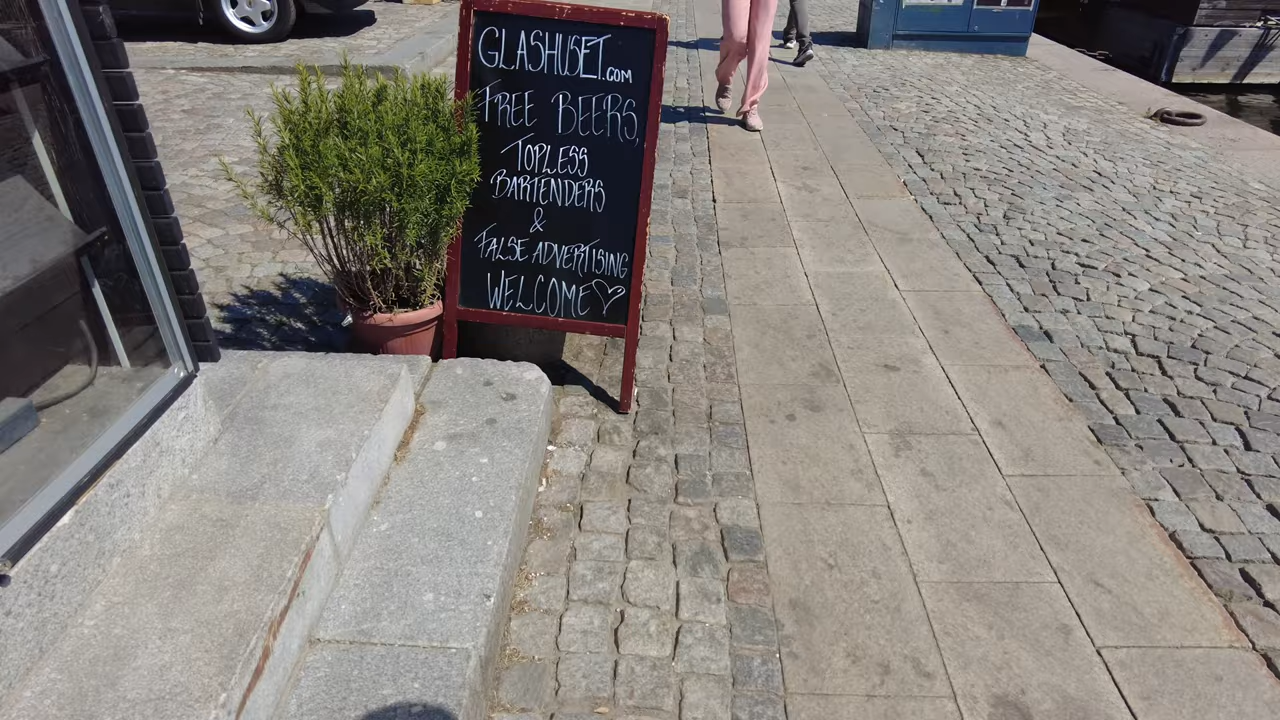 GLASHUSET.COM
FREE BEERS,
TOPLESS
BARTENDERS
&
FALSE ADVERTISING
WELCOME♡